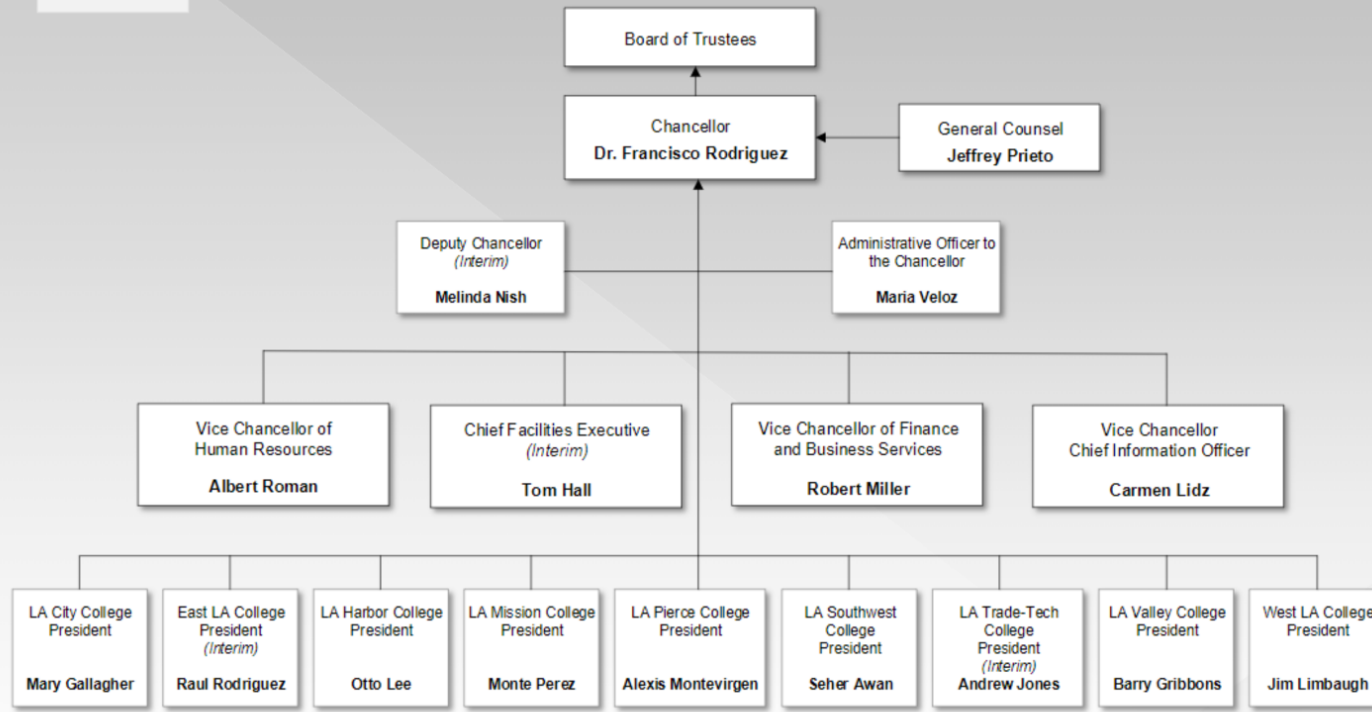 Board of Trustees
Chancellor
Dr. Francisco Rodriguez
General Counsel
Jeffrey Prieto
Deputy Chancellor
(Interim)
Melinda Nish
Administrative Officer to
the Chancellor
Maria Veloz
Vice Chancellor of
Human Resources
Albert Roman
Chief Facilities Executive
(Interim)
Tom Hall
Vice Chancellor of Finance
and Business Services
Robert Miller
Vice Chancellor
Chief Information Officer
Carmen Lidz
LA City College
President
Mary Gallagher
East LA College
President
(Interim)
Raul Rodriguez
LA Harbor College
President
Otto Lee
LA Mission College
President
Monte Perez
LA Pierce College
President
Alexis Montevirgen
LA Southwest
College
President
Seher Awan
LA Trade-Tech
College
President
(Interim)
Andrew Jones
LA Valley College
President
Barry Gribbons
West LA College
President
Jim Limbaugh